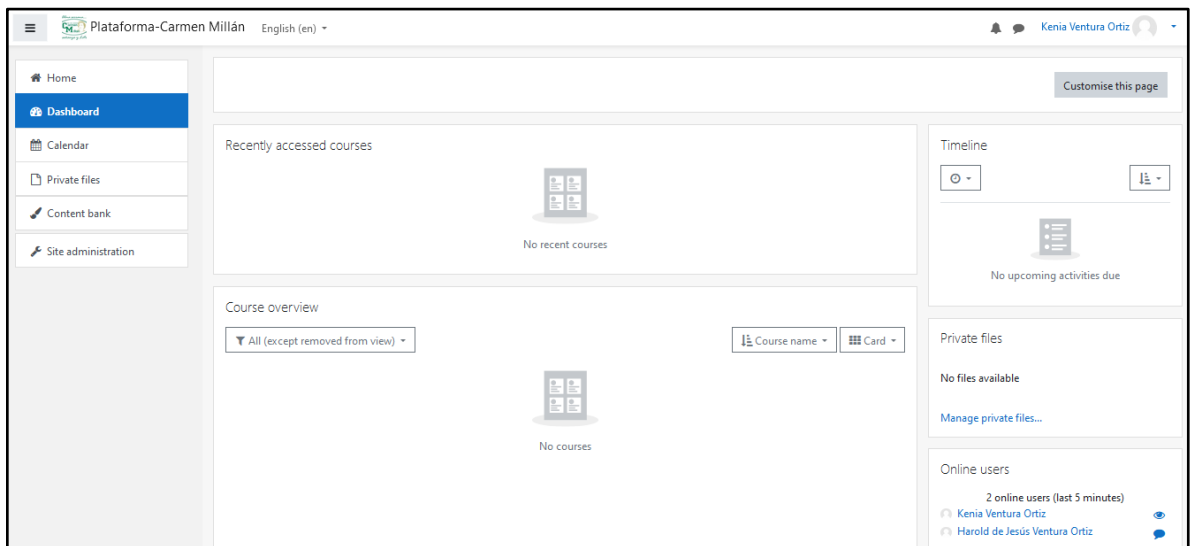 Plataforma-Carmen Millán English (en)
Kenia Ventura Ortiz
Home
Dashboard
Calendar
Private files
Content bank
Site administration
Customise this page
Recently accessed courses
No recent courses
Course overview
All (except removed from view)
Course name
Card
No courses
Timeline
No upcoming activities due
Private files
No files available
Manage private files...
Online users
2 online users (last 5 minutes)
Kenia Ventura Ortiz
Harold de Jesús Ventura Ortiz